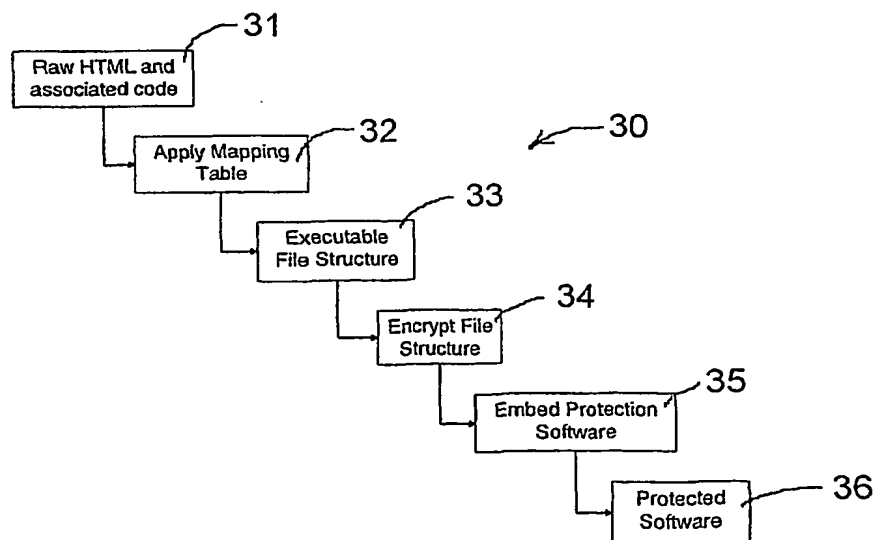 31
Raw HTML and
associated code
32
Apply Mapping
Table
30
33
Executable
File Structure
34
Encrypt File
Structure
35
Embed Protection
Software
36
Protected
Software